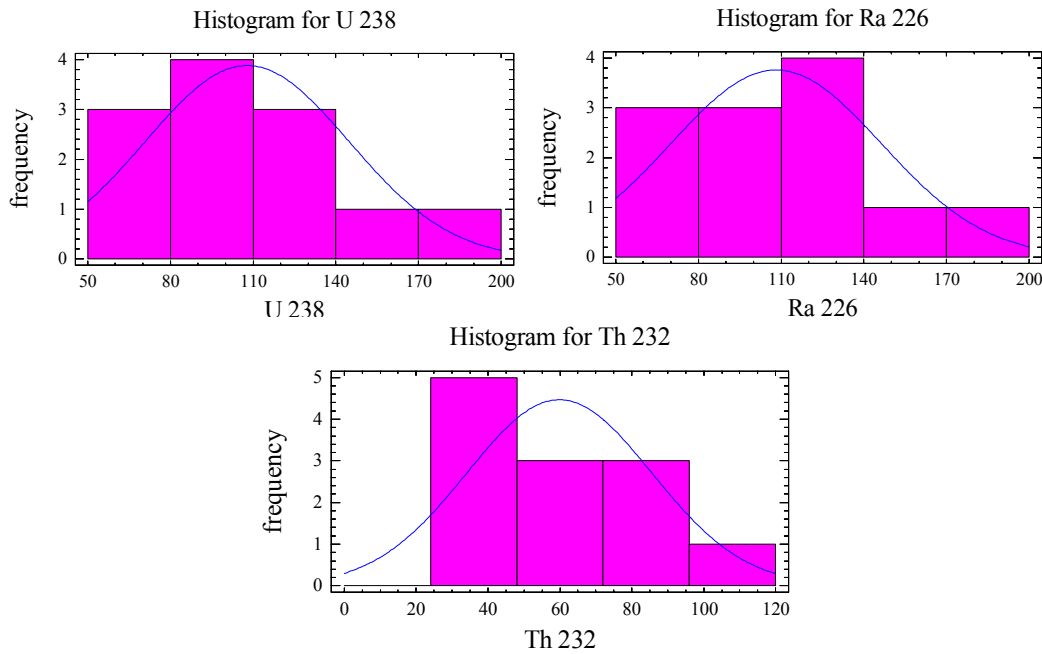 Histogram for U 238
frequency
4
3
2
1
0
50 80 110 140 170 200
U 238
Histogram for Ra 226
frequency
4
3
2
1
0
50 80 110 140 170 200
Ra 226
Histogram for Th 232
frequency
5
4
3
2
1
0
0 20 40 60 80 100 120
Th 232